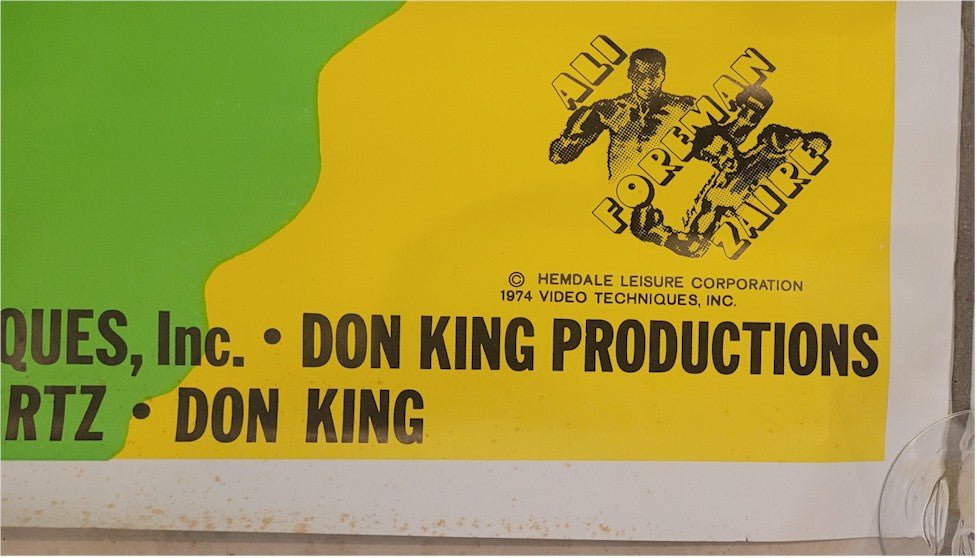 ALI
FOREMAN
ZAIRE
© HEMDALE LEISURE CORPORATION
1974 VIDEO TECHNIQUES, INC.
QUES, Inc. • DON KING PRODUCTIONS
RTZ • DON KING